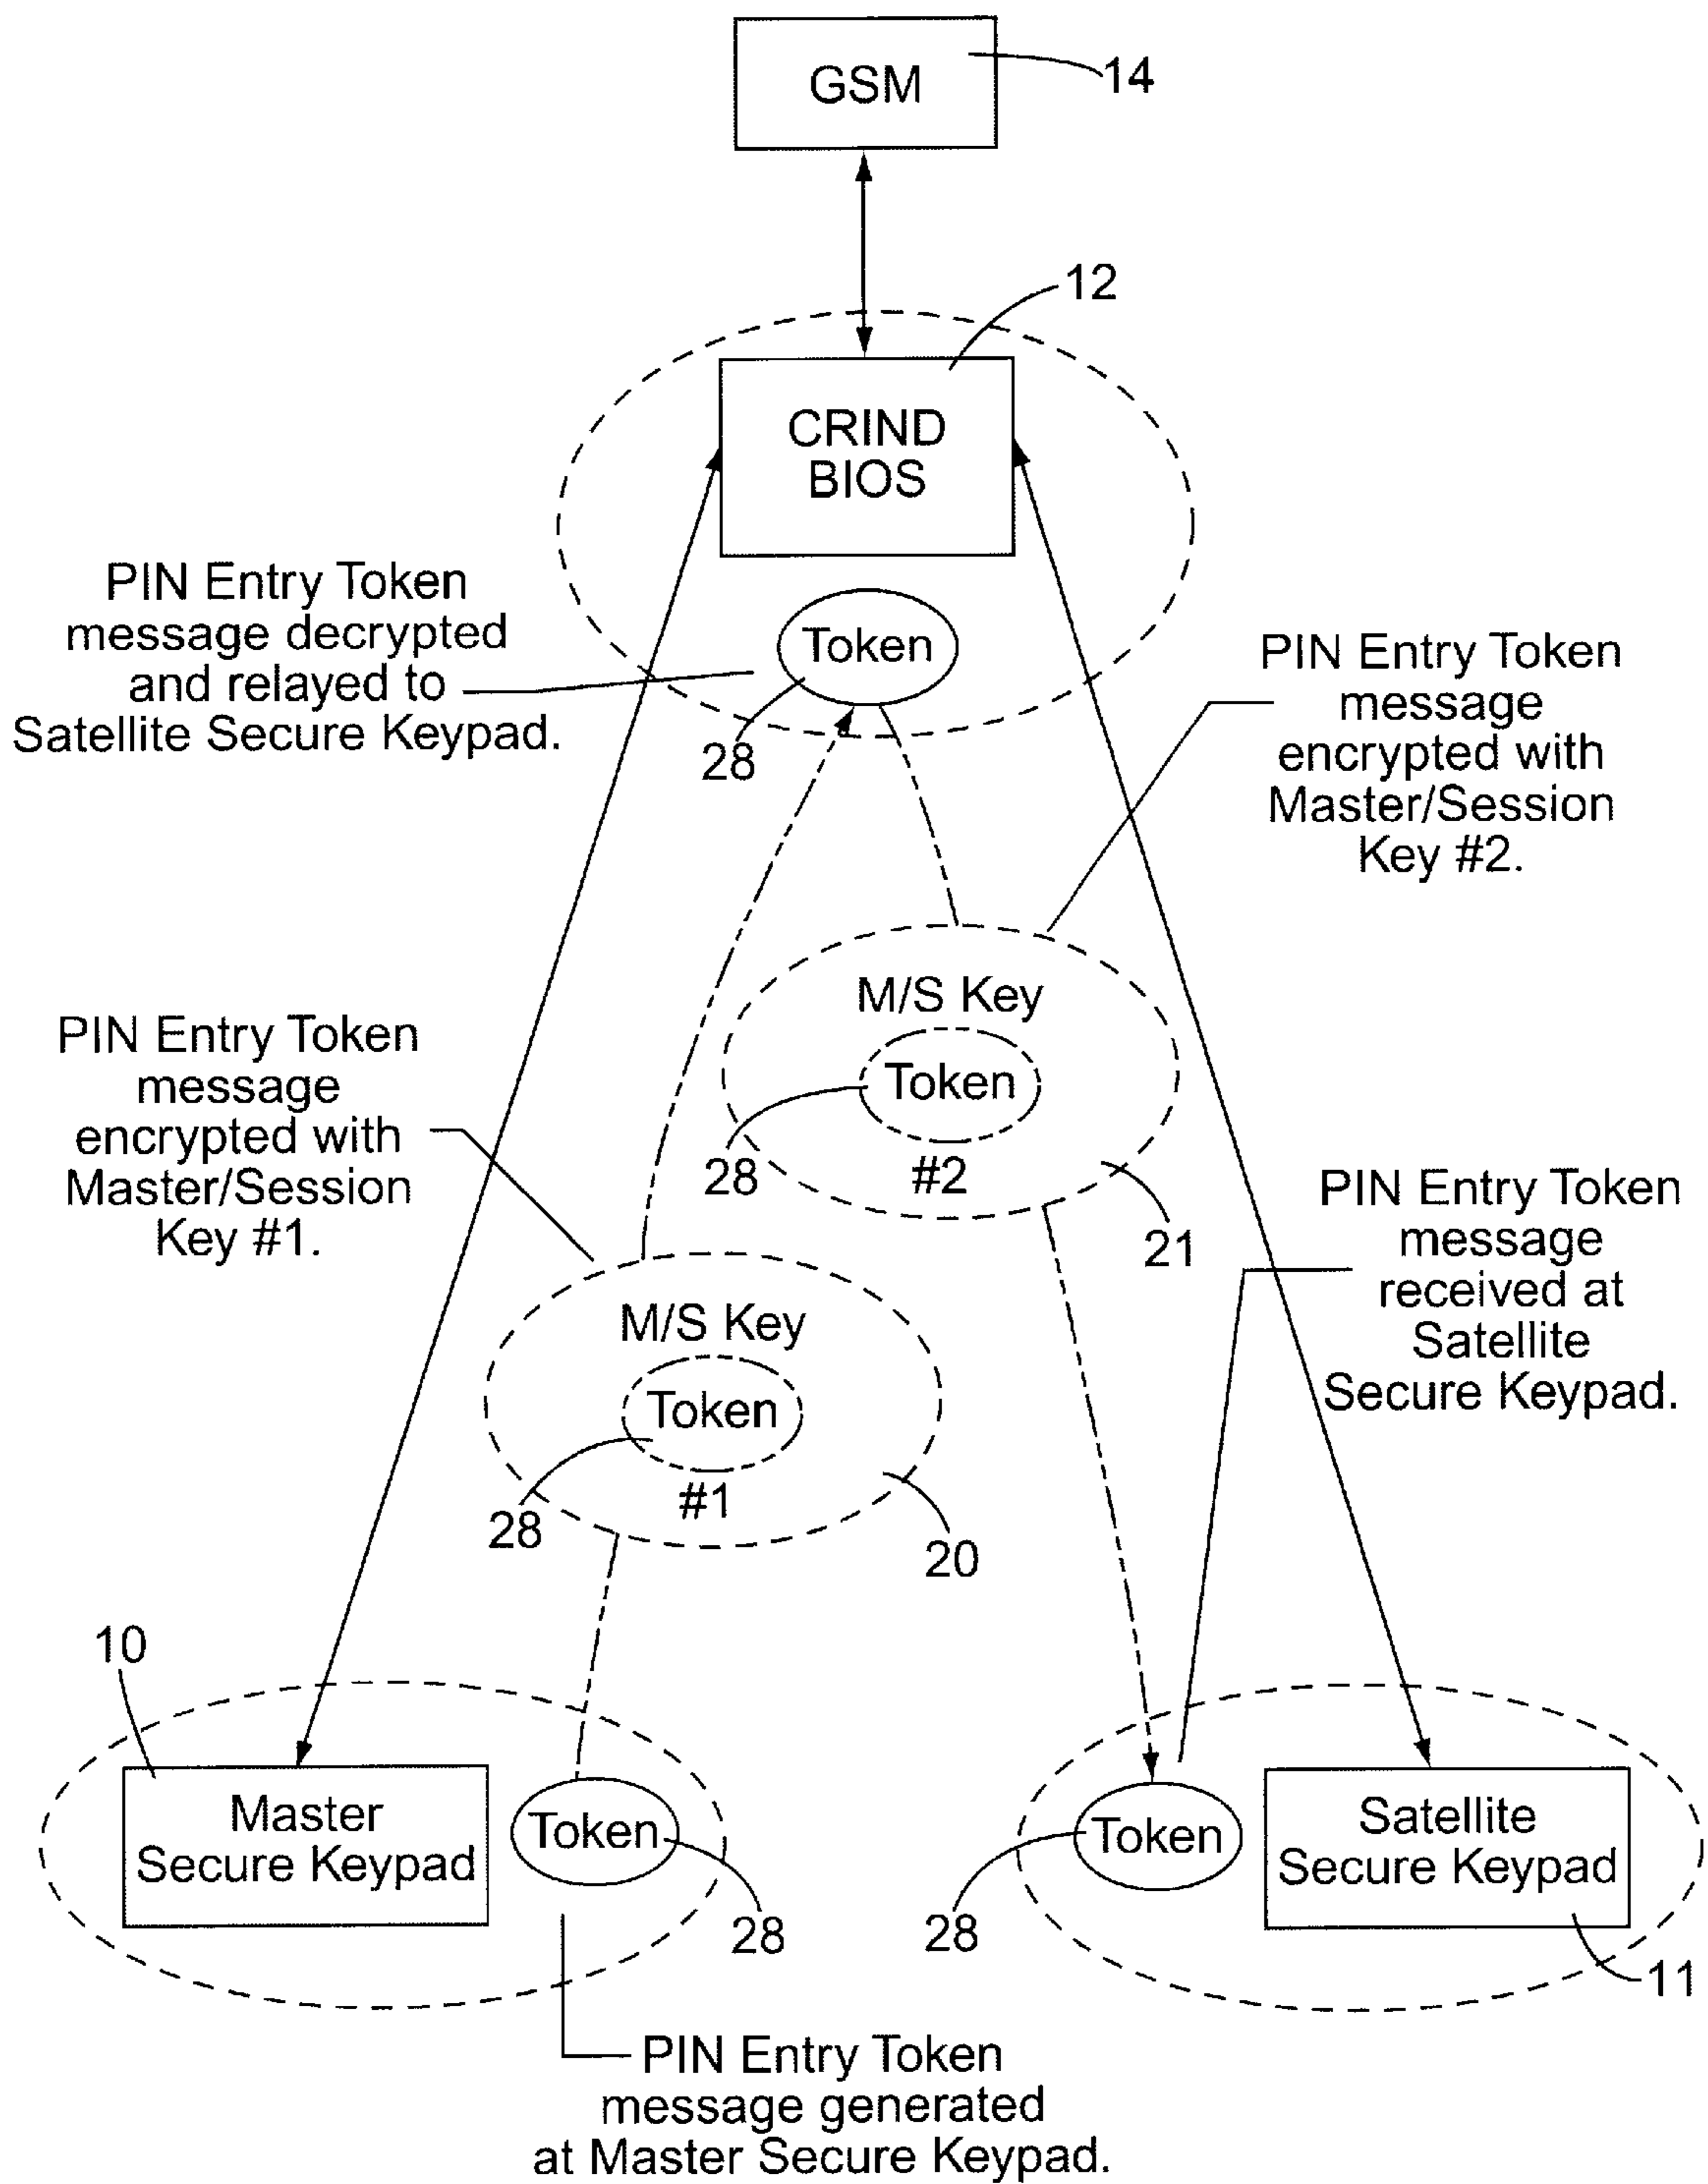 GSM
14
12
CRIND
BIOS
PIN Entry Token
message decrypted
and relayed to
Satellite Secure Keypad.
Token
28
PIN Entry Token
message
encrypted with
Master/Session
Key #2.
M/S Key
Token
#2
28
21
PIN Entry Token
message
encrypted with
Master/Session
Key #1.
PIN Entry Token
message
received at
Satellite
Secure Keypad.
M/S Key
Token
#1
28
20
10
Master
Secure Keypad
Token
28
Token
28
Satellite
Secure Keypad
11
PIN Entry Token
message generated
at Master Secure Keypad.